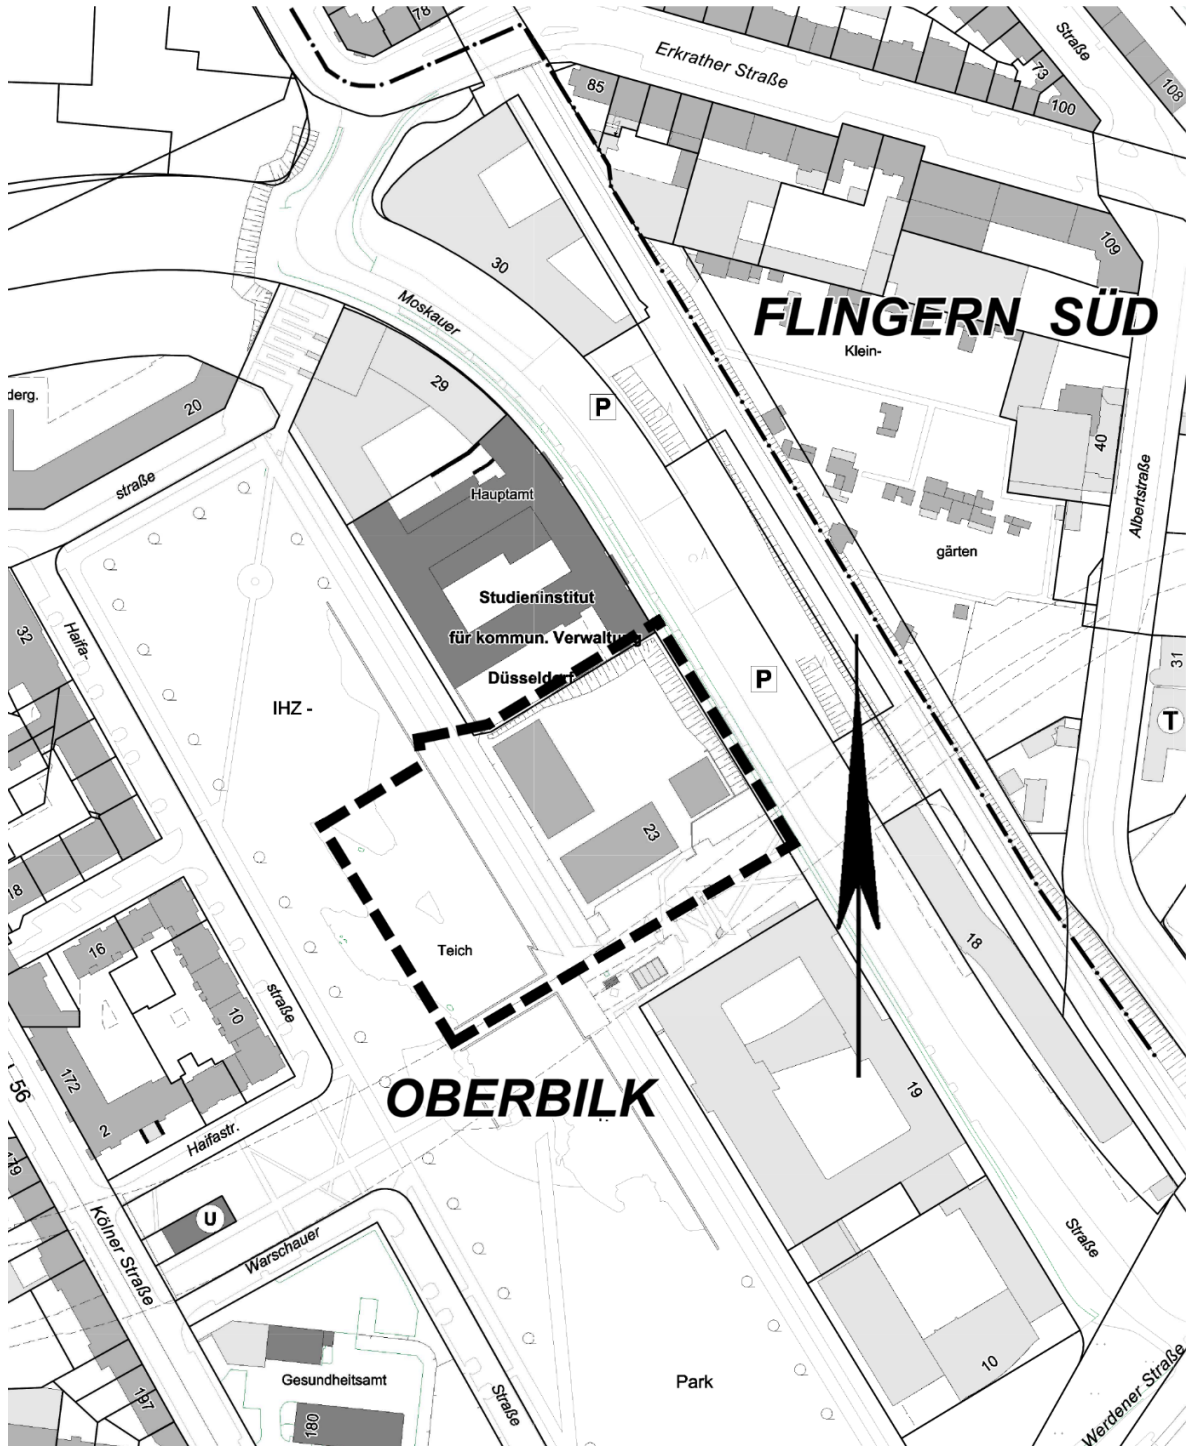 78
Straße
Erkrather Straße
73
108
85
100
109
30
Moskauer
FLINGERN SÜD
Klein-
29
derg.
20
P
40
straße
Hauptamt
Albertstraße
gärten
Studieninstitut
für kommun. Verwaltung
Düsseldorf
32
Haifa-
31
P
IHZ -
T
23
18
16
Teich
18
straße
10
172
56
OBERBILK
19
2
Haifastr.
179
U
Kölner Straße
Warschauer
Straße
10
Gesundheitsamt
Park
Werdener Straße
197
180
Straße